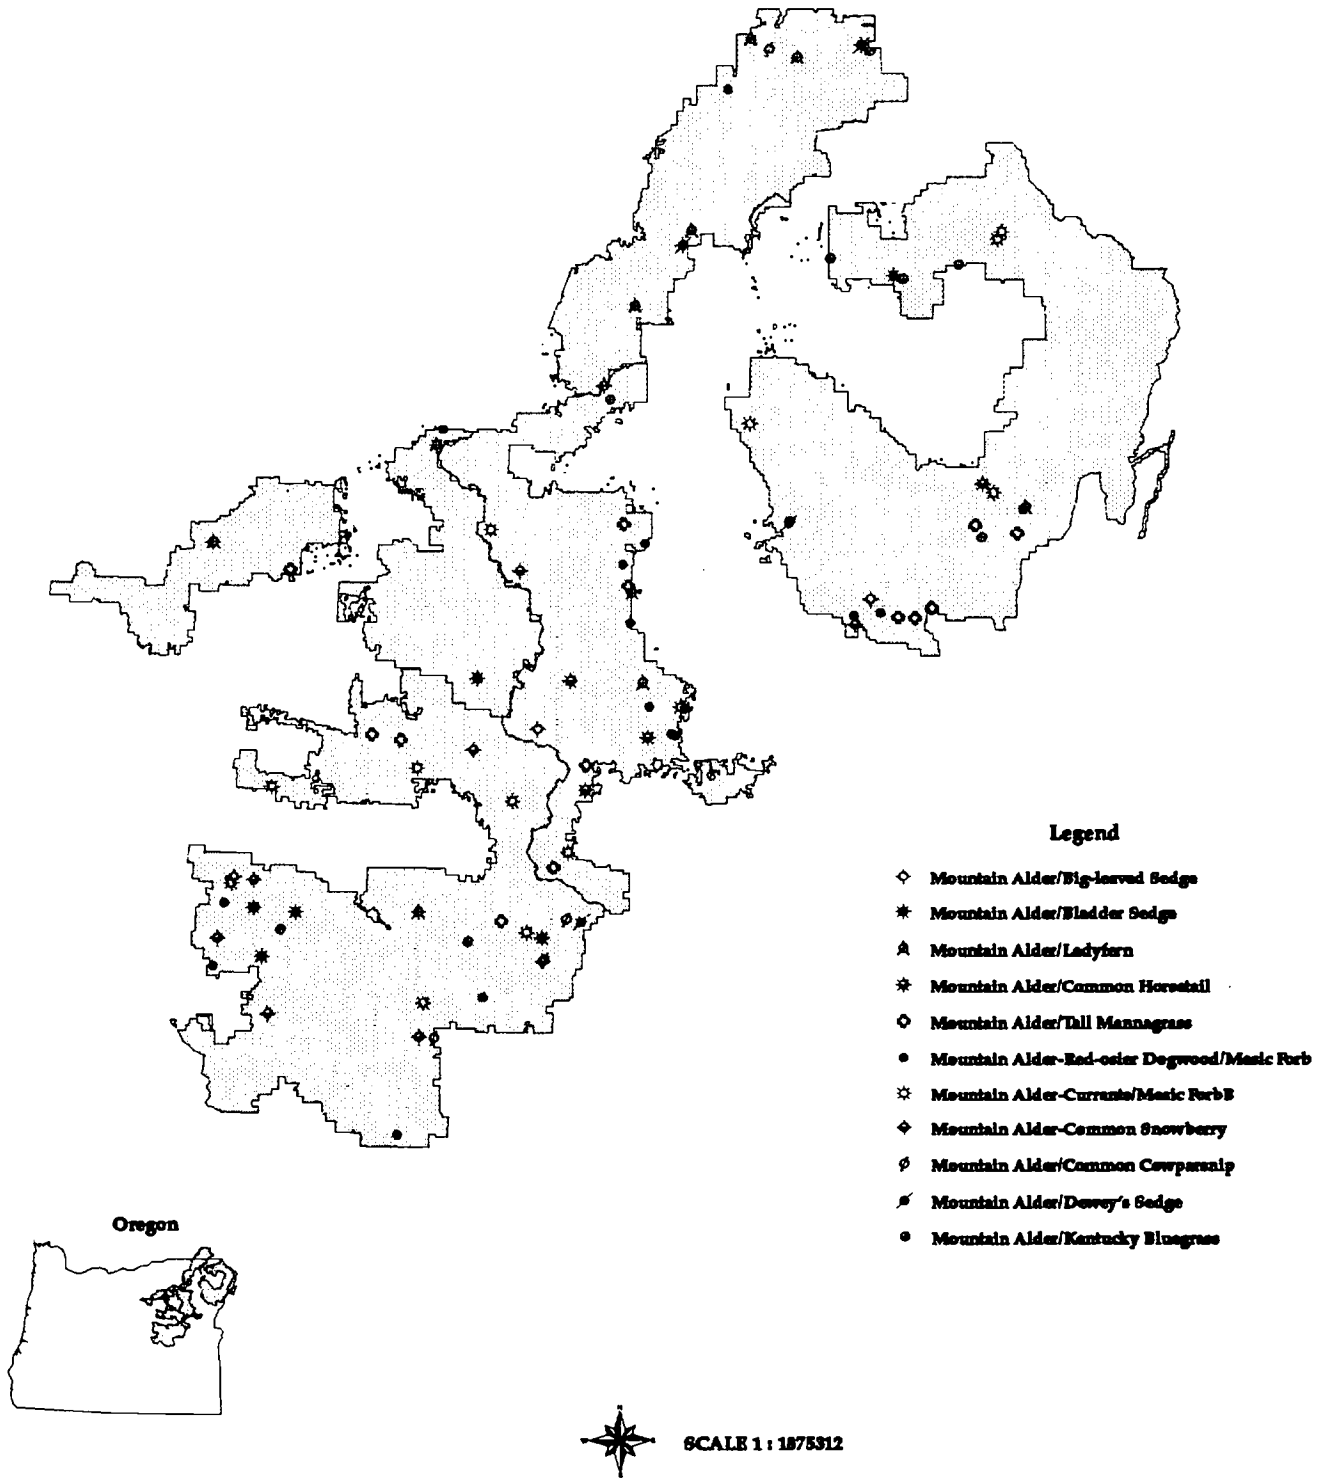 Legend
Mountain Alder/Big-leaved Sedge
Mountain Alder/Bladder Sedge
Mountain Alder/Ladyfern
Mountain Alder/Common Horsetail
Mountain Alder/Tall Mannagrass
Mountain Alder-Red-osier Dogwood/Mesic Forb
Mountain Alder-Currants/Mesic Forb B
Mountain Alder-Common Snowberry
Mountain Alder/Common Cowparsnip
Mountain Alder/Dewey's Sedge
Mountain Alder/Kentucky Bluegrass
Oregon
SCALE 1 : 1875312